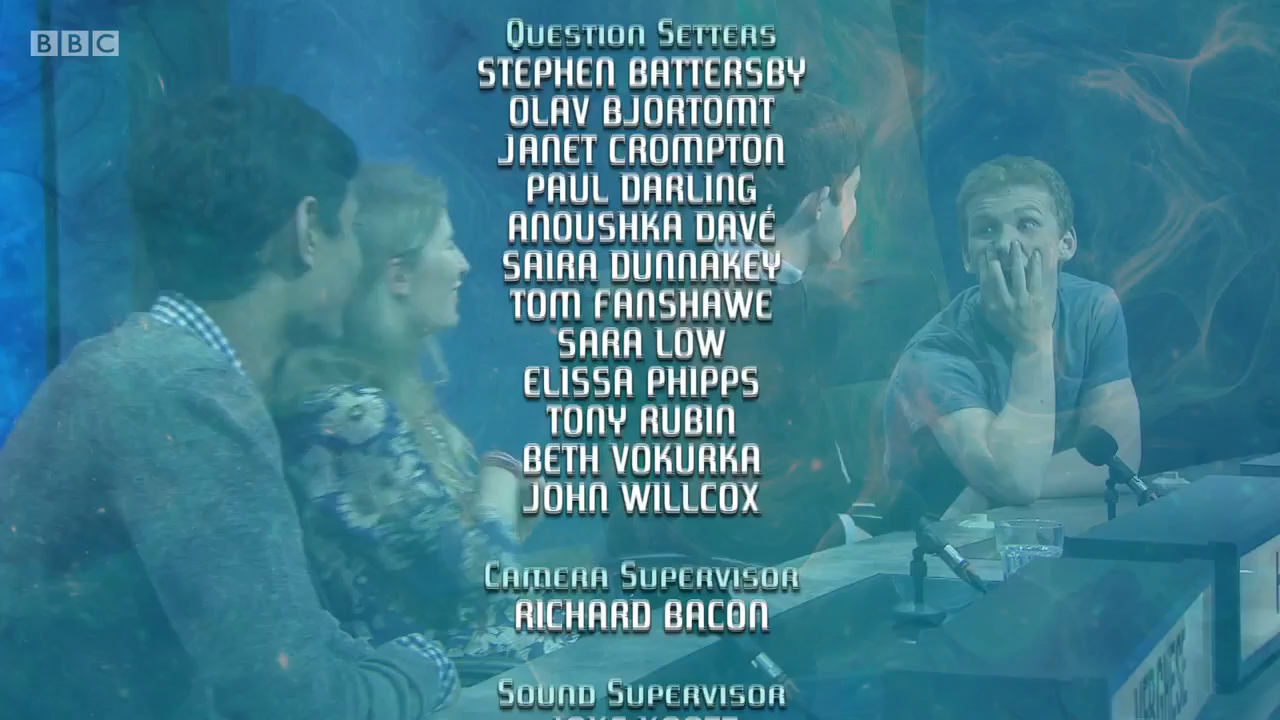 BBC
QUESTION SETTERS
STEPHEN BATTERSBY
OLAV BJORTOMT
JANET CROMPTON
PAUL DARLING
ANOUSHKA DAVÉ
SAIRA DUNNAKEY
TOM FANSHAWE
SARA LOW
ELISSA PHIPPS
TONY RUBIN
BETH VOKURKA
JOHN WILLCOX
CAMERA SUPERVISOR
RICHARD BACON
SOUND SUPERVISOR